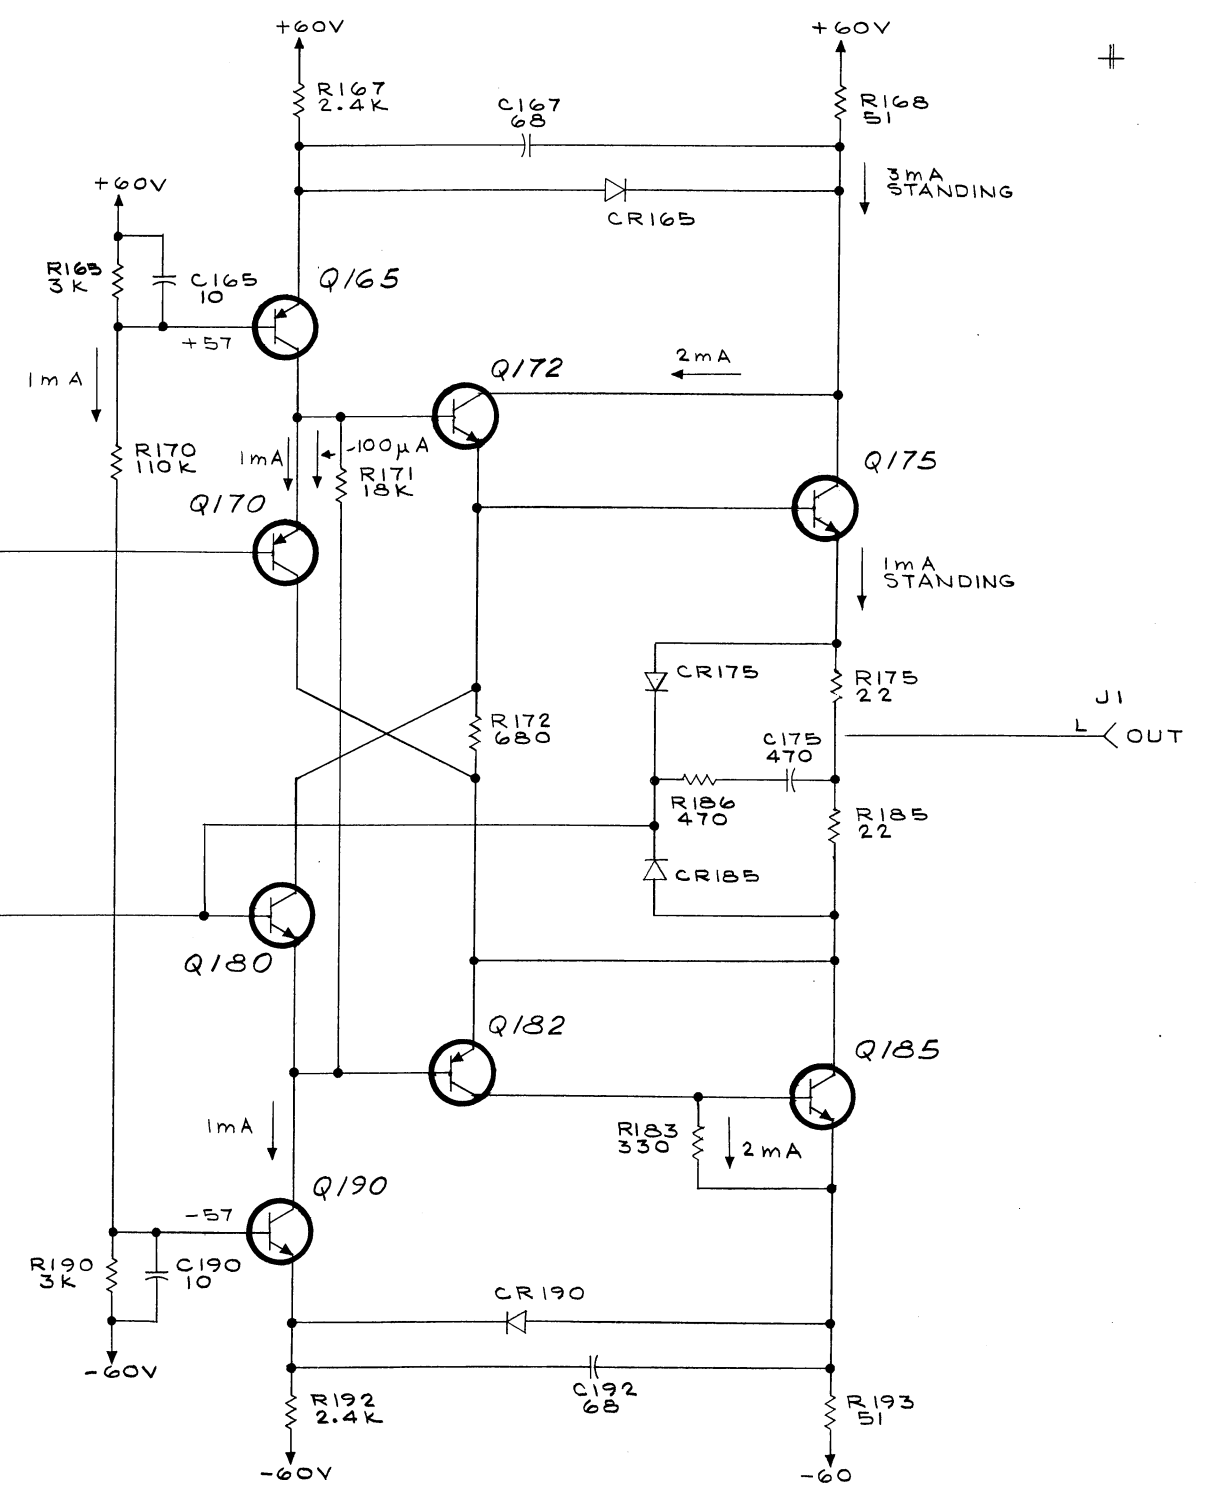 +60V
+60V
R167
2.4K
C167
68
R168
51
3mA
STANDING
+60V
CR165
R165
3K
C165
10
Q165
+57
1mA
Q172
2mA
R170
110K
1mA
-100µA
R171
18K
Q175
Q170
1mA
STANDING
CR175
R175
22
J1
R172
680
C175
470
L
OUT
R186
470
R185
22
CR185
Q180
Q182
Q185
1mA
R183
330
2mA
Q190
-57
R190
3K
C190
10
CR190
-60V
C192
68
R192
2.4K
R193
51
-60V
-60